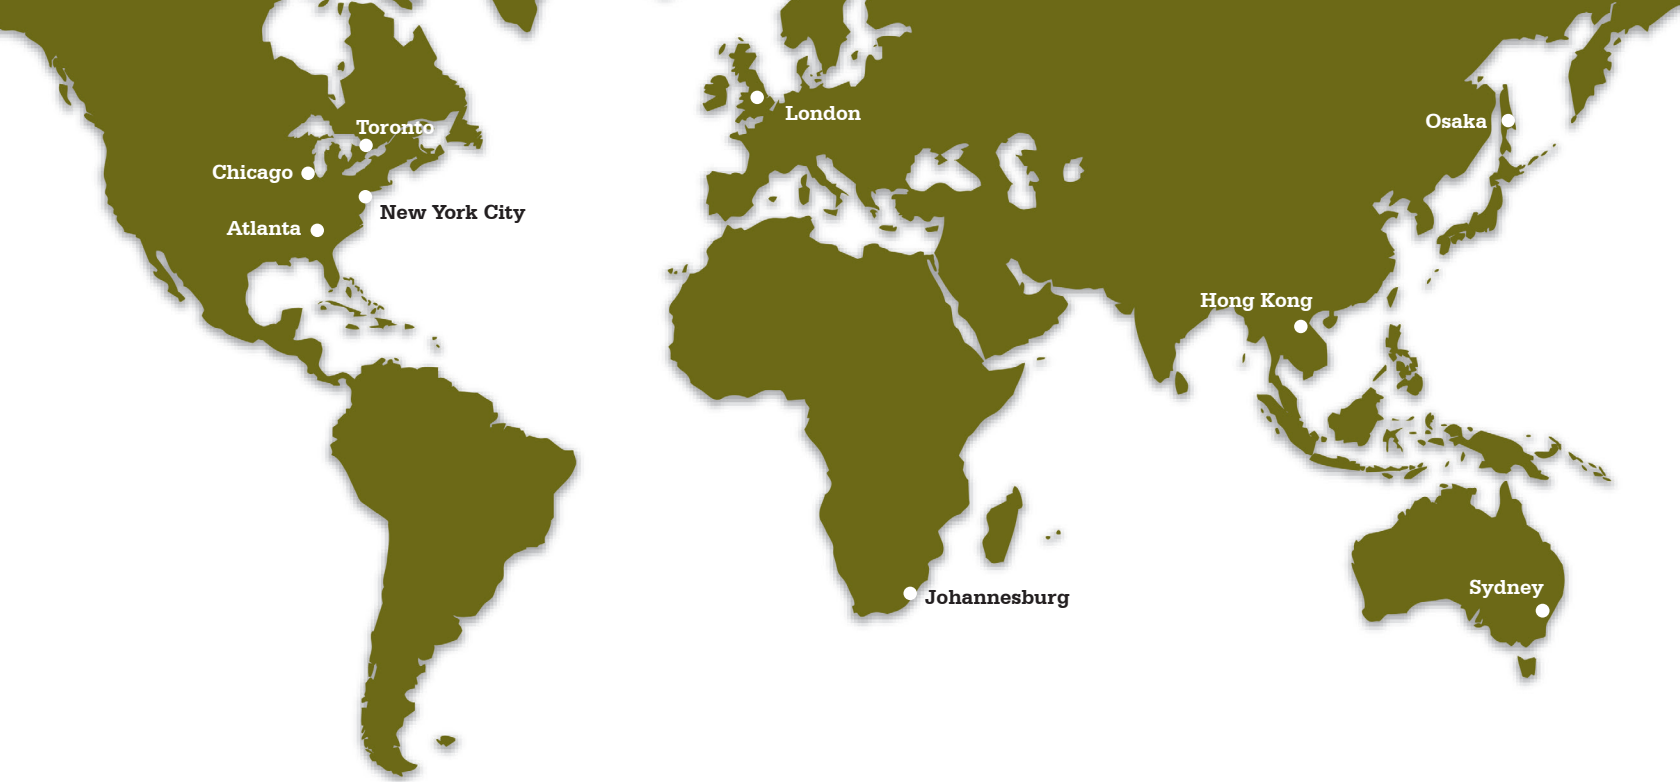 London
Osaka
Toronto
Chicago
New York City
Atlanta
Hong Kong
Sydney
Johannesburg